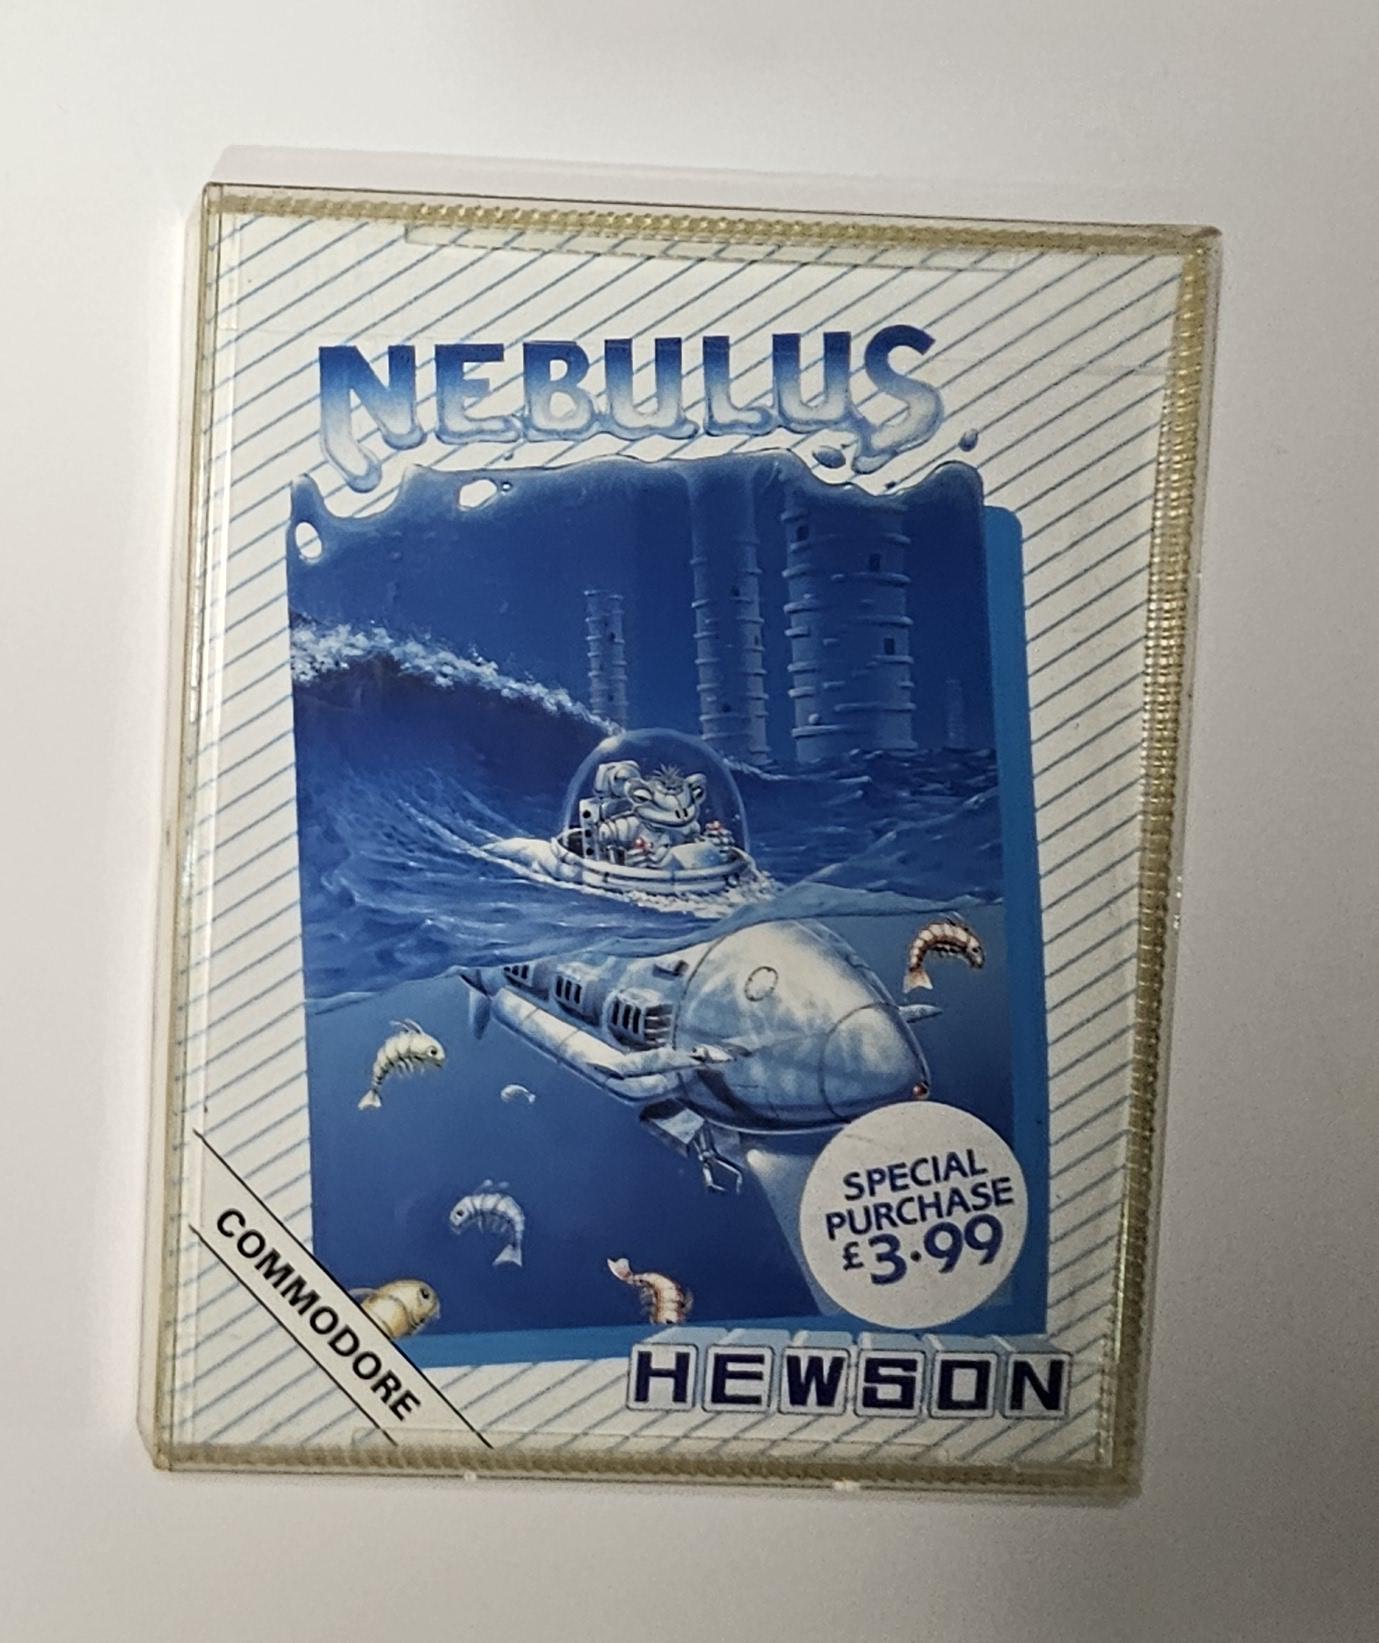 NEBULUS
SPECIAL
PURCHASE
£3·99
COMMODORE
HEWSON